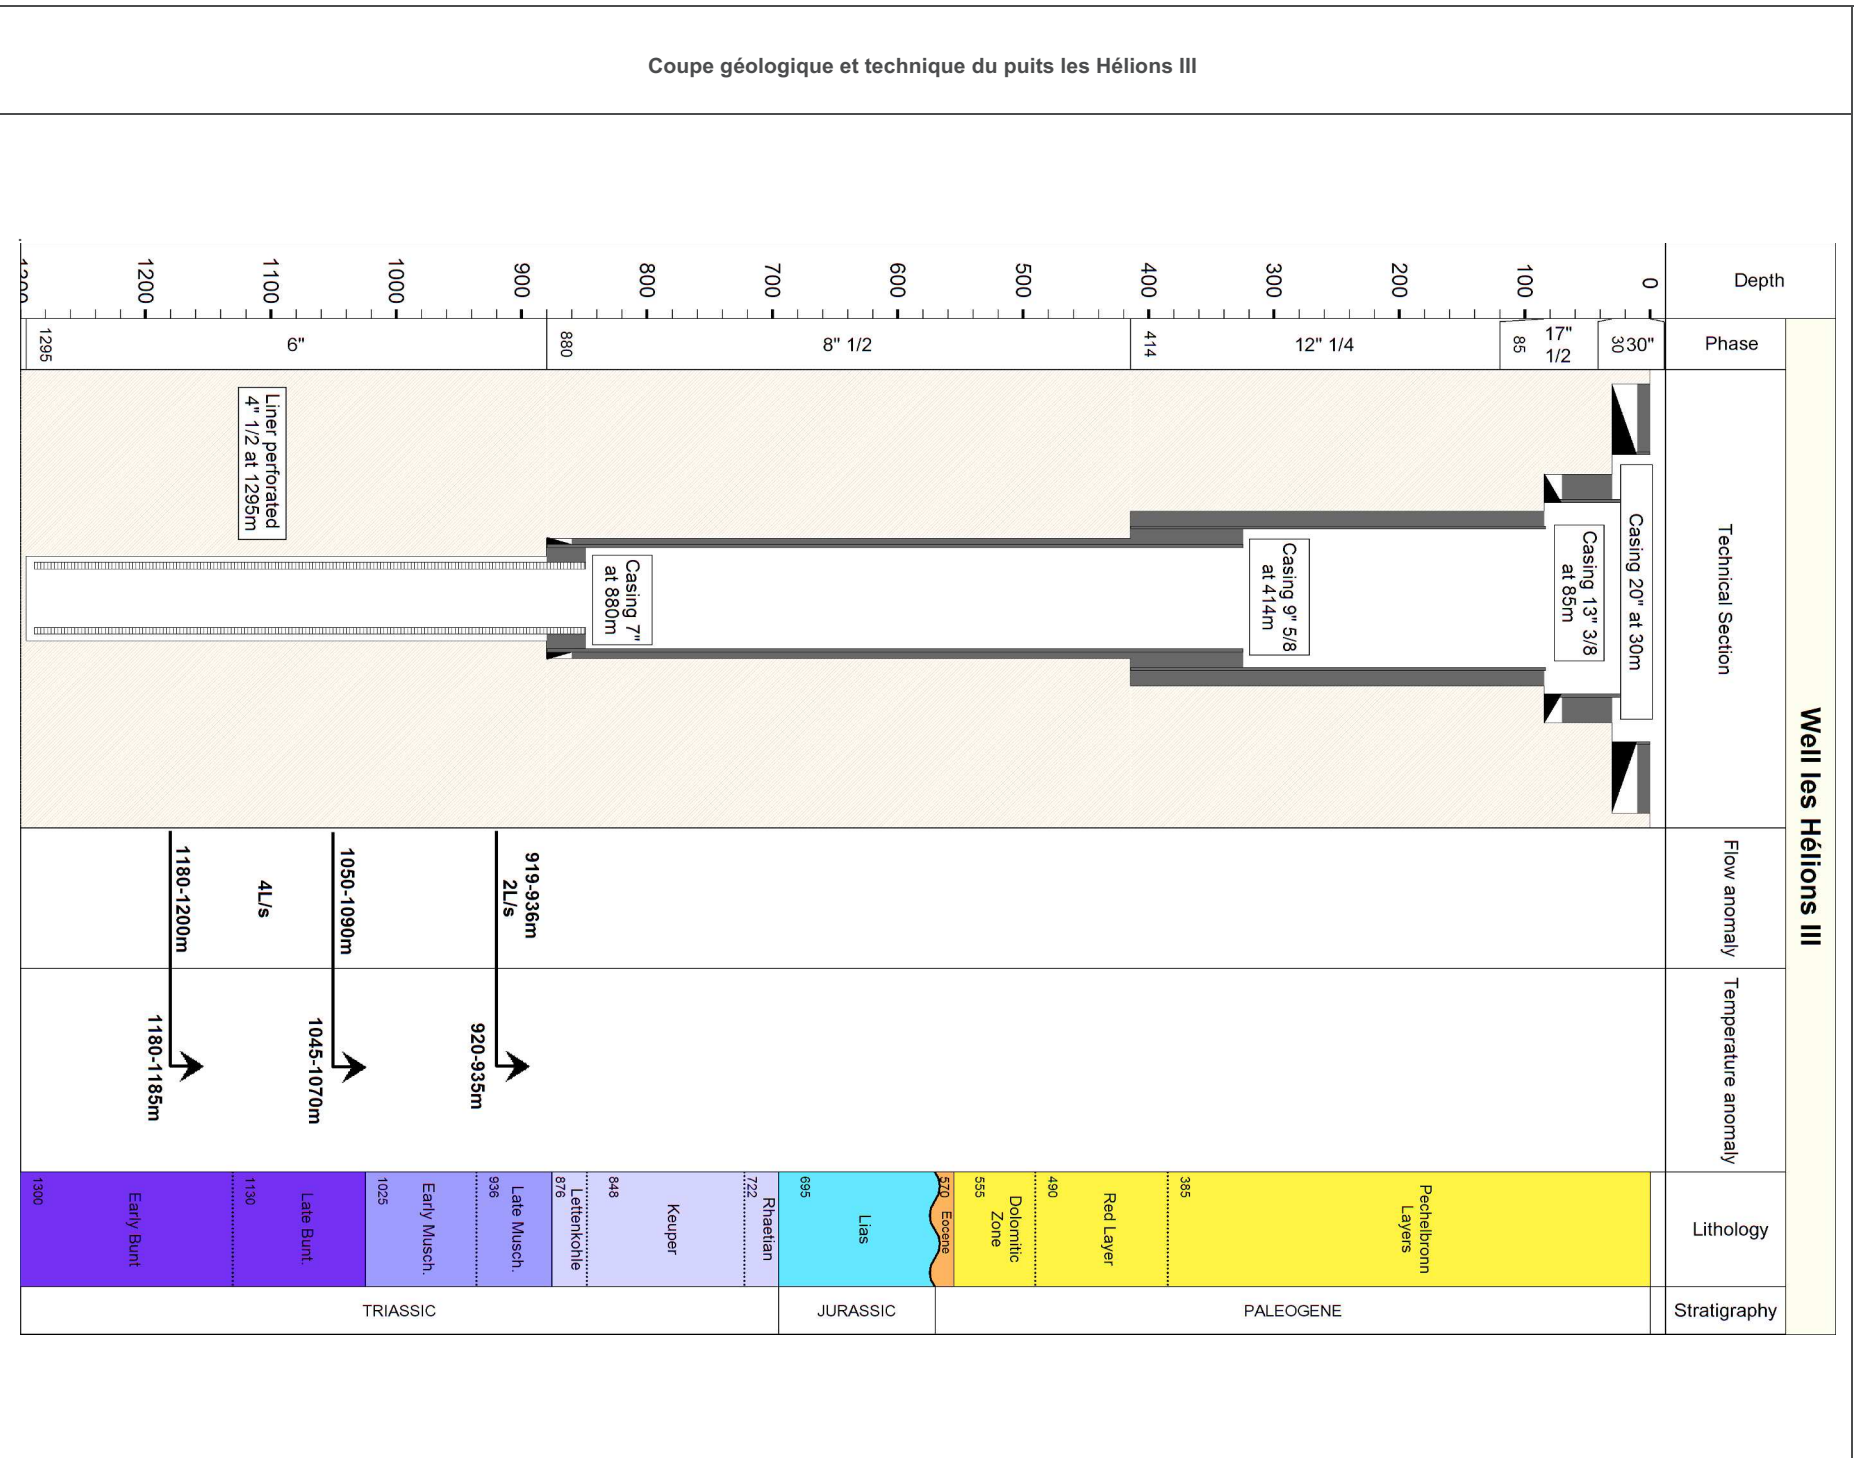 Coupe géologique et technique du puits les Hélions III
Well les Hélions III
Depth
0
100
200
300
400
500
600
700
800
900
1000
1100
1200
Phase
30"
30
17"
1/2
85
12" 1/4
414
8" 1/2
880
6"
1295
Technical Section
Casing 20" at 30m
Casing 13" 3/8
at 85m
Casing 9" 5/8
at 414m
Casing 7"
at 880m
Liner perforated
4" 1/2 at 1295m
Flow anomaly
919-936m
2L/s
1050-1090m
4L/s
1180-1200m
Temperature anomaly
920-935m
1045-1070m
1180-1185m
Lithology
Pechelbronn
Layers
385
Red Layer
490
Dolomitic
Zone
555
Eocene
570
Lias
695
Rhaetian
722
Keuper
848
Lettenkohle
876
Late Musch.
936
Early Musch.
1025
Late Bunt.
1130
Early Bunt
1300
Stratigraphy
PALEOGENE
JURASSIC
TRIASSIC